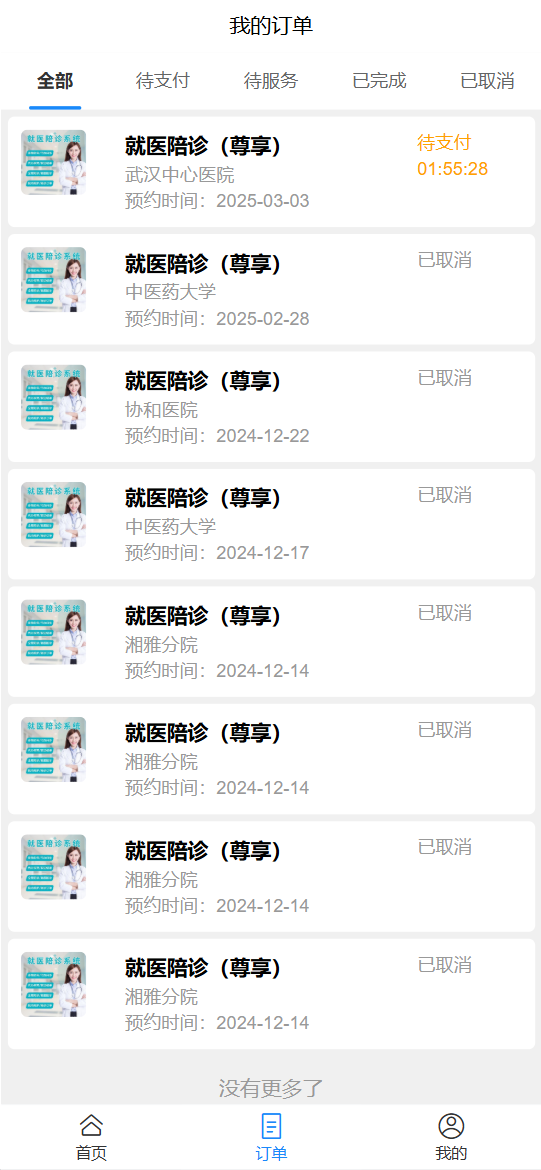 我的订单
全部
待支付
待服务
已完成
已取消
就医陪诊系统
就医陪诊（尊享）
待支付
武汉中心医院
01:55:28
预约时间：2025-03-03
就医陪诊系统
就医陪诊（尊享）
已取消
中医药大学
预约时间：2025-02-28
就医陪诊系统
就医陪诊（尊享）
已取消
协和医院
预约时间：2024-12-22
就医陪诊系统
就医陪诊（尊享）
已取消
中医药大学
预约时间：2024-12-17
就医陪诊系统
就医陪诊（尊享）
已取消
湘雅分院
预约时间：2024-12-14
就医陪诊系统
就医陪诊（尊享）
已取消
湘雅分院
预约时间：2024-12-14
就医陪诊系统
就医陪诊（尊享）
已取消
湘雅分院
预约时间：2024-12-14
就医陪诊系统
就医陪诊（尊享）
已取消
湘雅分院
预约时间：2024-12-14
没有更多了
首页
订单
我的